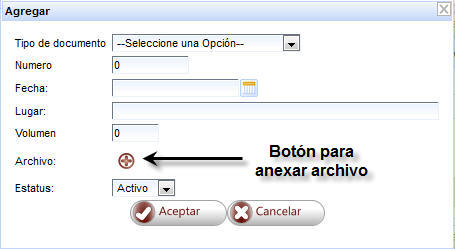 Agregar
Tipo de documento --Seleccione una Opción--
Numero 0
Fecha:
Lugar:
Volumen 0
Archivo:
Botón para
anexar archivo
Estatus: Activo
Aceptar Cancelar